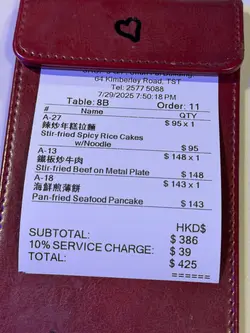 64 Kimberley Road, TST
Tel: 2577 5088
7/29/2025 7:50:18 PM
Table: 8B Order: 11
# Name QTY
A-27 $ 95 x 1
辣炒年糕拉麵
Stir-fried Spicy Rice Cakes
w/Noodle $ 95
A-13 $ 148 x 1
鐵板炒牛肉
Stir-fried Beef on Metal Plate $ 148
A-18 $ 143 x 1
海鮮煎薄餅
Pan-fried Seafood Pancake $ 143
HKD$
SUBTOTAL: $ 386
10% SERVICE CHARGE: $ 39
TOTAL: $ 425
======